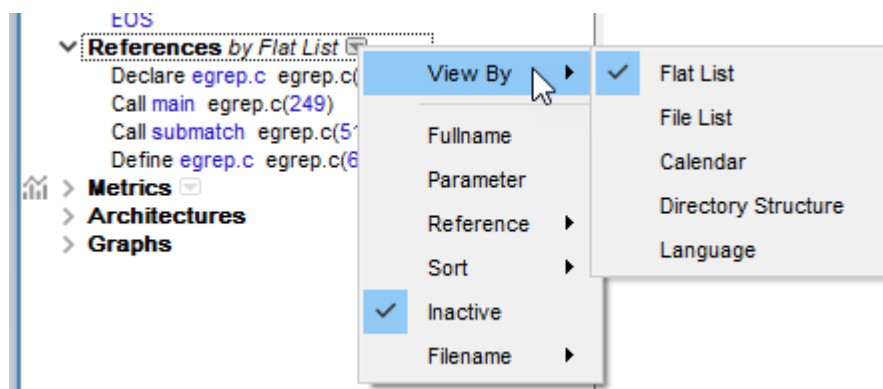 EOS
References by Flat List
Declare egrep.c egrep.c(
Call main egrep.c(249)
Call submatch egrep.c(51
Define egrep.c egrep.c(6
Metrics
Architectures
Graphs
View By
Fullname
Parameter
Reference
Sort
Inactive
Filename
Flat List
File List
Calendar
Directory Structure
Language